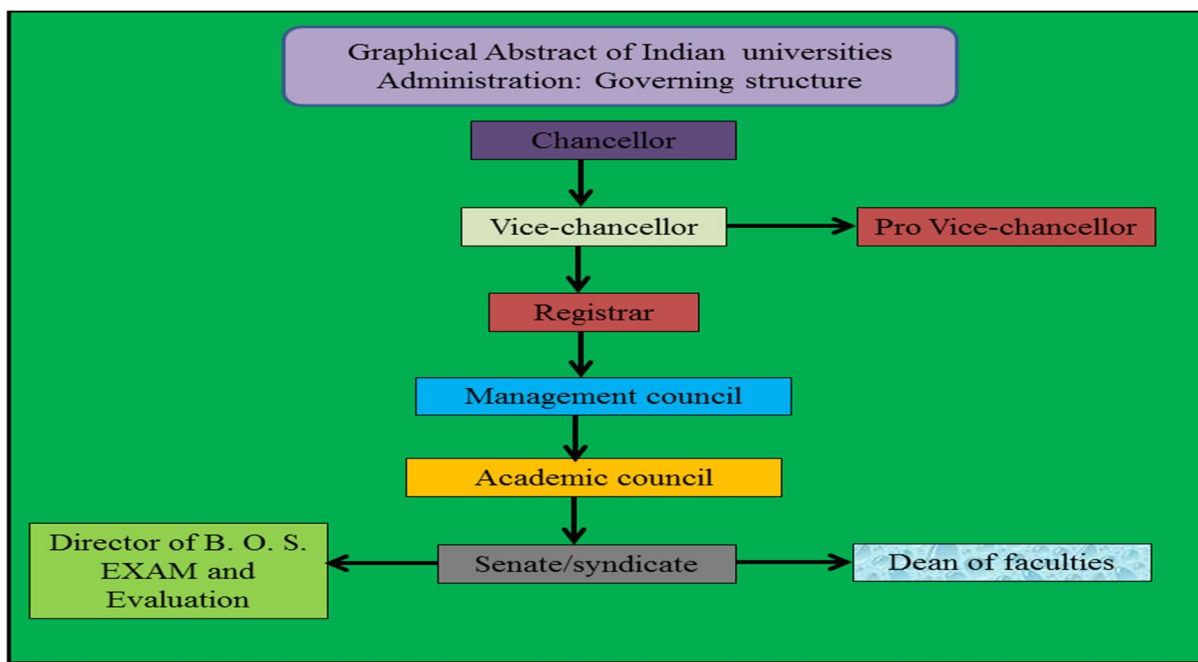 Graphical Abstract of Indian universities
Administration: Governing structure
Chancellor
Vice-chancellor
Pro Vice-chancellor
Registrar
Management council
Academic council
Director of B. O. S.
EXAM and
Evaluation
Senate/syndicate
Dean of faculties